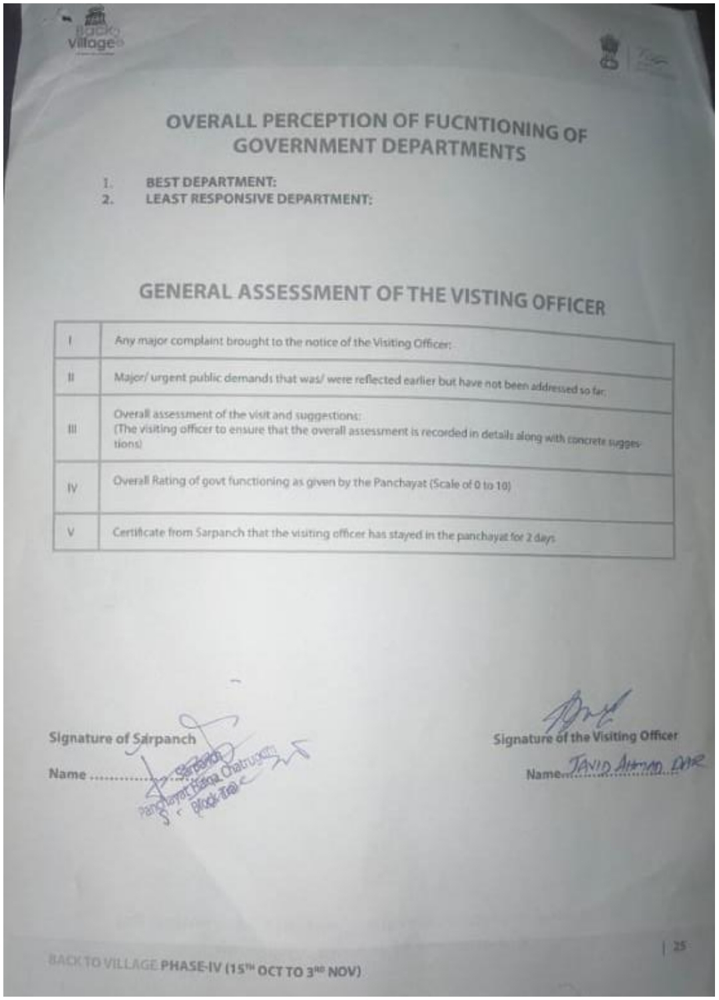 Back 2
Village
OVERALL PERCEPTION OF FUCNTIONING OF
GOVERNMENT DEPARTMENTS
1. BEST DEPARTMENT:
2. LEAST RESPONSIVE DEPARTMENT:
GENERAL ASSESSMENT OF THE VISTING OFFICER
I Any major complaint brought to the notice of the Visiting Officer:
II Major/ urgent public demands that was/ were reflected earlier but have not been addressed so far.
III Overall assessment of the visit and suggestions:
(The visiting officer to ensure that the overall assessment is recorded in details along with concrete sugges-
tions)
IV Overall Rating of govt functioning as given by the Panchayat (Scale of 0 to 10)
V Certificate from Sarpanch that the visiting officer has stayed in the panchayat for 2 days
Signature of Sarpanch
Signature of the Visiting Officer
Name
Sarpanch
Panchayat Halqa Chatrugam
Block
Name JAVID AHMAD DAR
BACK TO VILLAGE PHASE-IV (15TH OCT TO 3RD NOV)
| 25